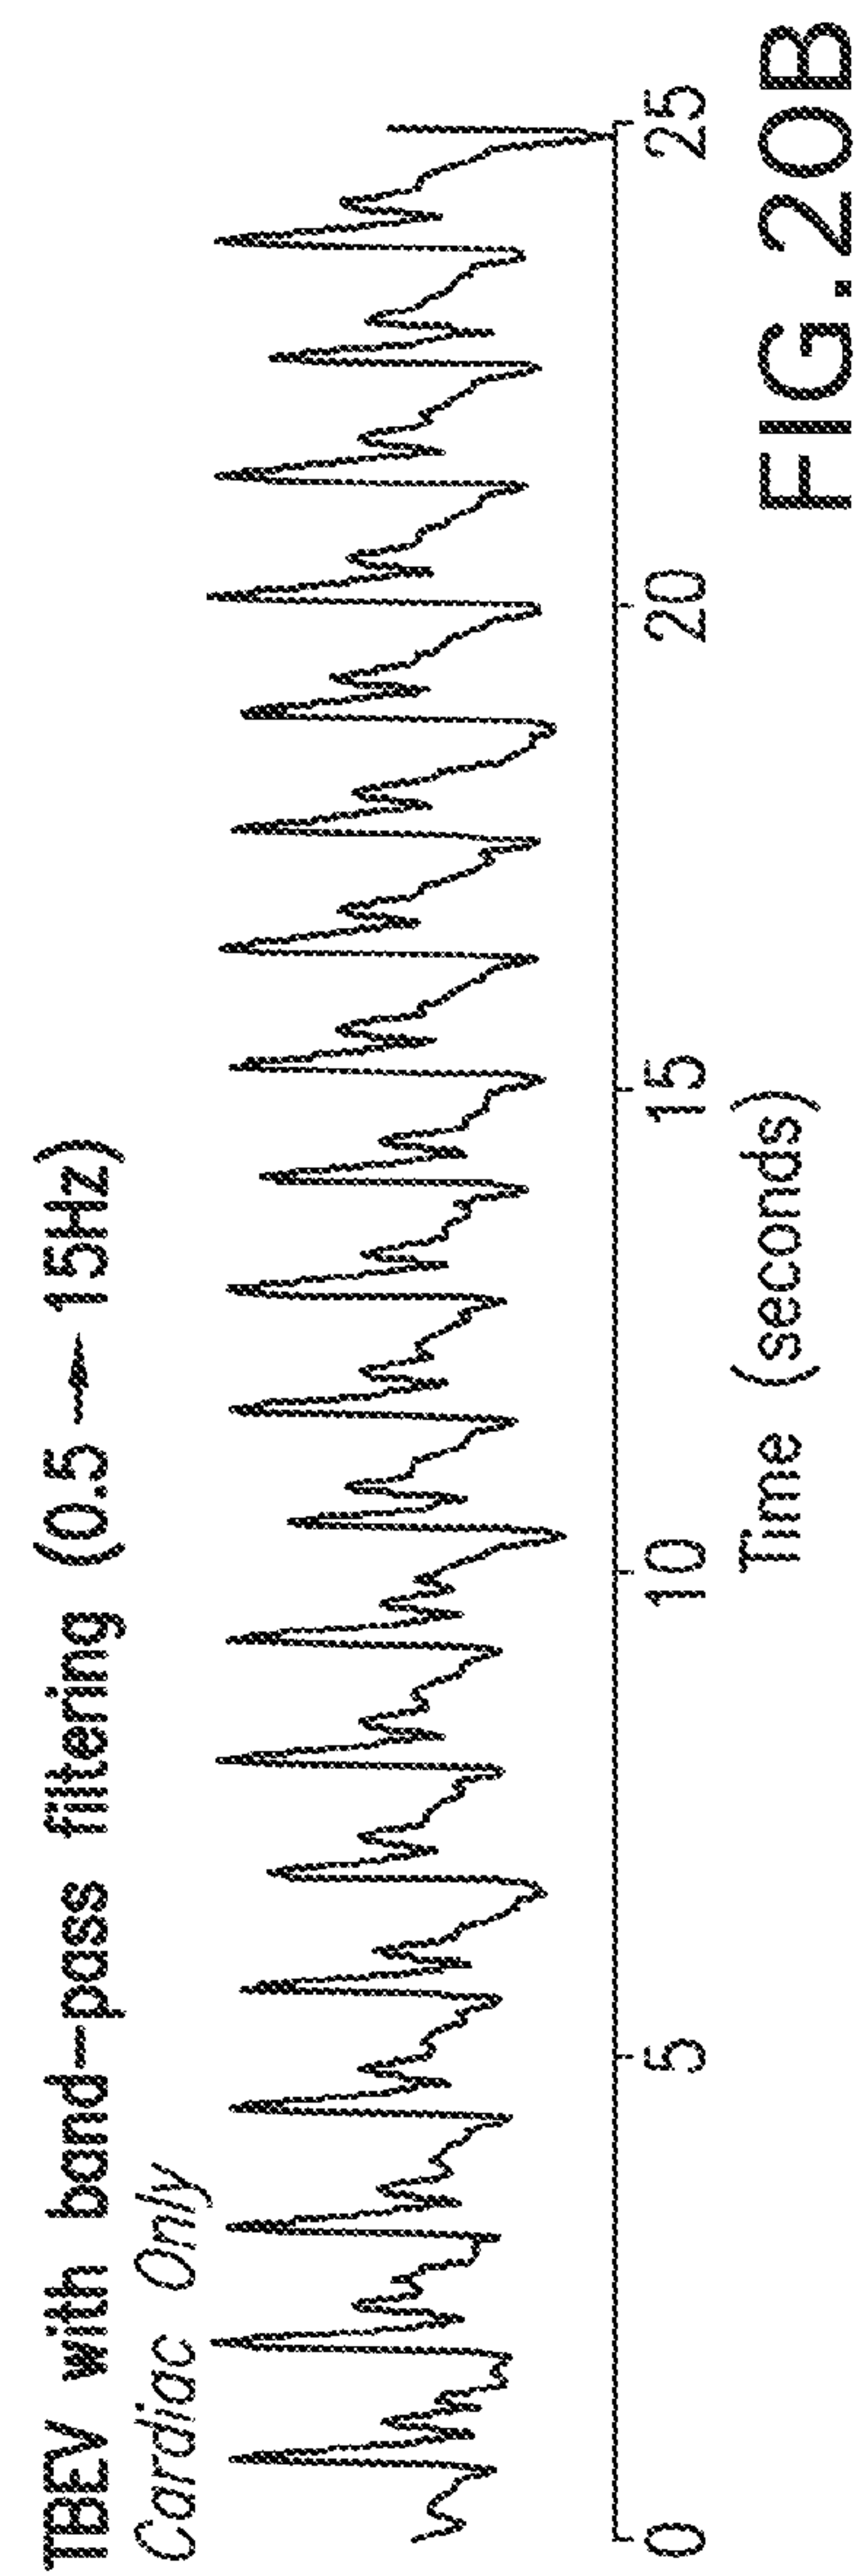 TBEV with band-pass filtering (0.5 → 15Hz)
Cardiac Only
0 5 10 15 20 25
Time (seconds)
FIG. 20B